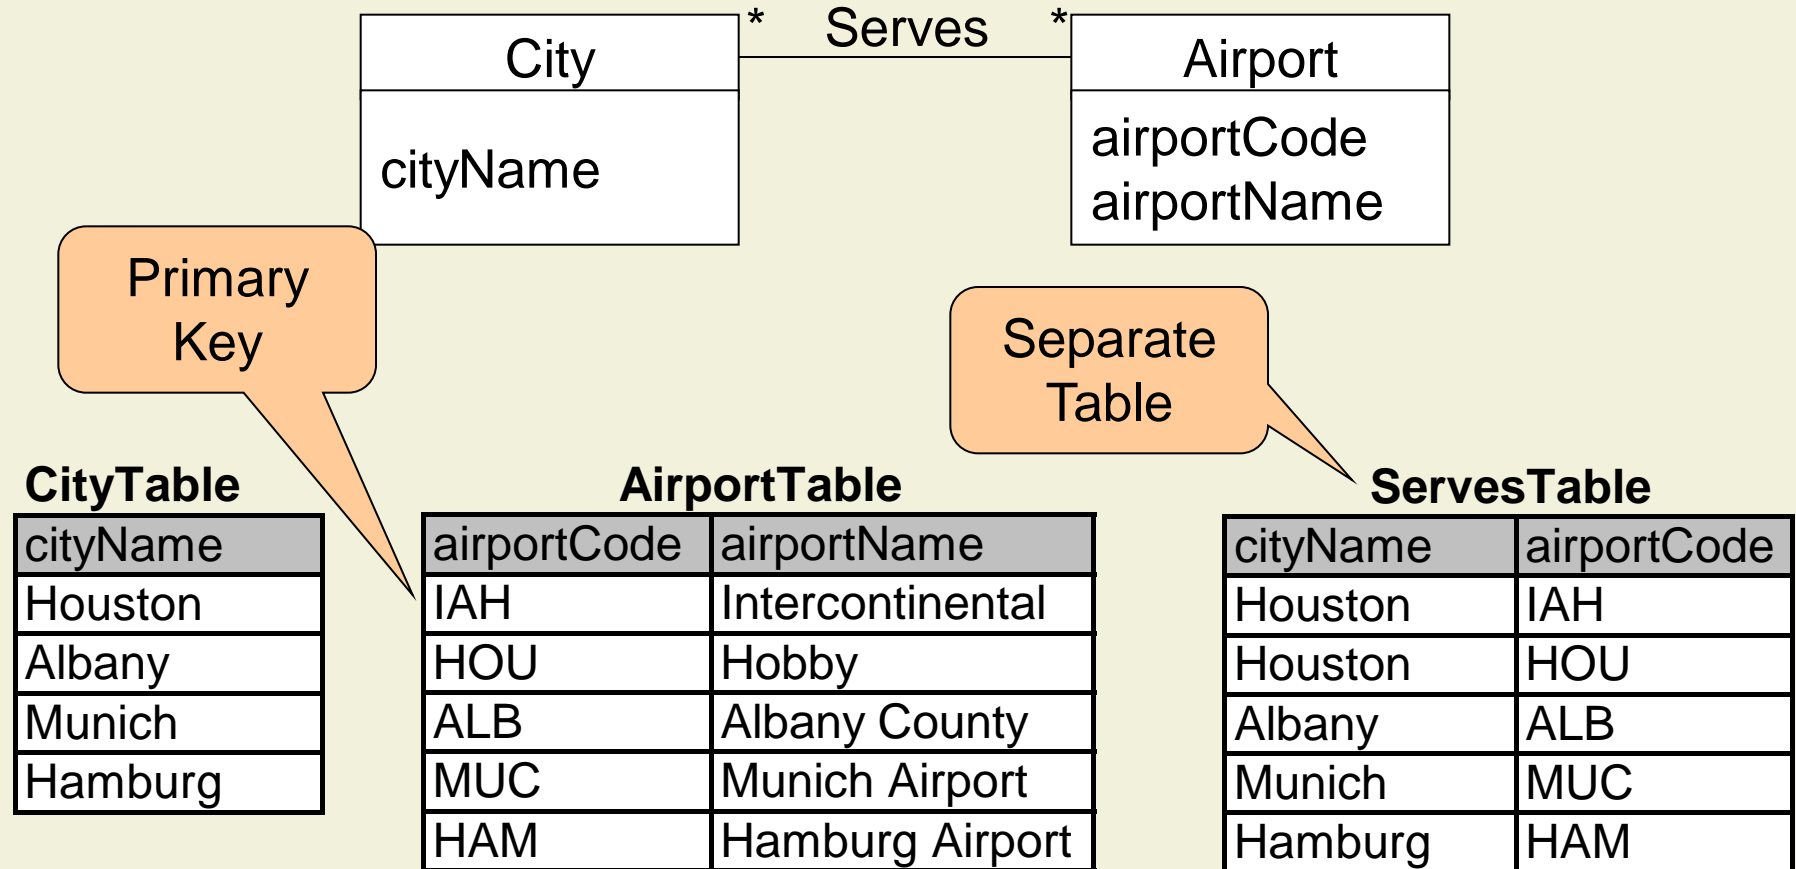 * Serves *
City
Airport
cityName
airportCode
airportName
Primary
Key
Separate
Table
CityTable
cityName
Houston
Albany
Munich
Hamburg
AirportTable
airportCode airportName
IAH Intercontinental
HOU Hobby
ALB Albany County
MUC Munich Airport
HAM Hamburg Airport
ServesTable
cityName airportCode
Houston IAH
Houston HOU
Albany ALB
Munich MUC
Hamburg HAM